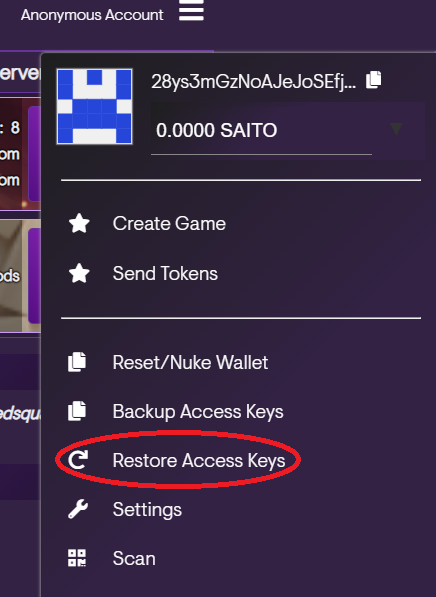 Anonymous Account
erve
28ys3mGzNoAJeJoSEfj...
0.0000 SAITO
: 8
om
om
Create Game
Send Tokens
ods
Reset/Nuke Wallet
Backup Access Keys
edsqu
Restore Access Keys
Settings
Scan